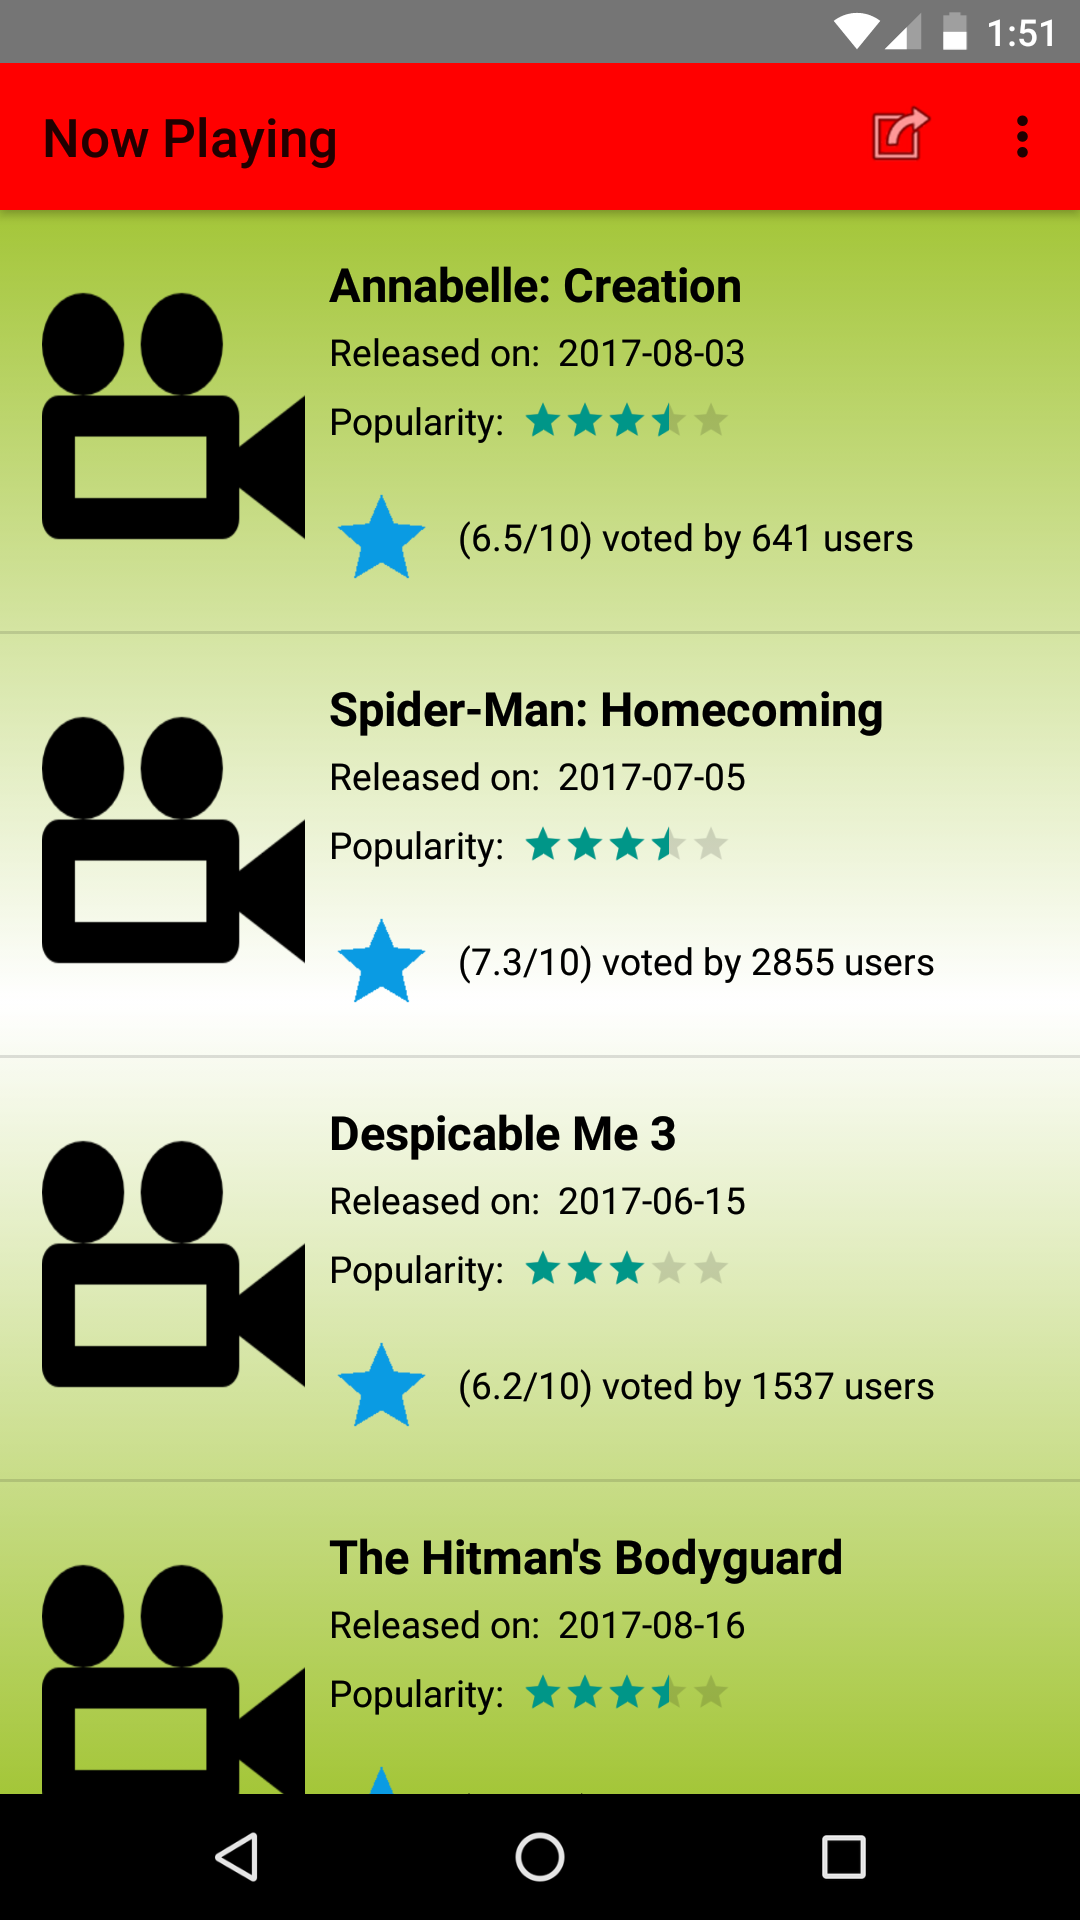 1:51
Now Playing
Annabelle: Creation
Released on: 2017-08-03
Popularity:
(6.5/10) voted by 641 users
Spider-Man: Homecoming
Released on: 2017-07-05
Popularity:
(7.3/10) voted by 2855 users
Despicable Me 3
Released on: 2017-06-15
Popularity:
(6.2/10) voted by 1537 users
The Hitman's Bodyguard
Released on: 2017-08-16
Popularity: